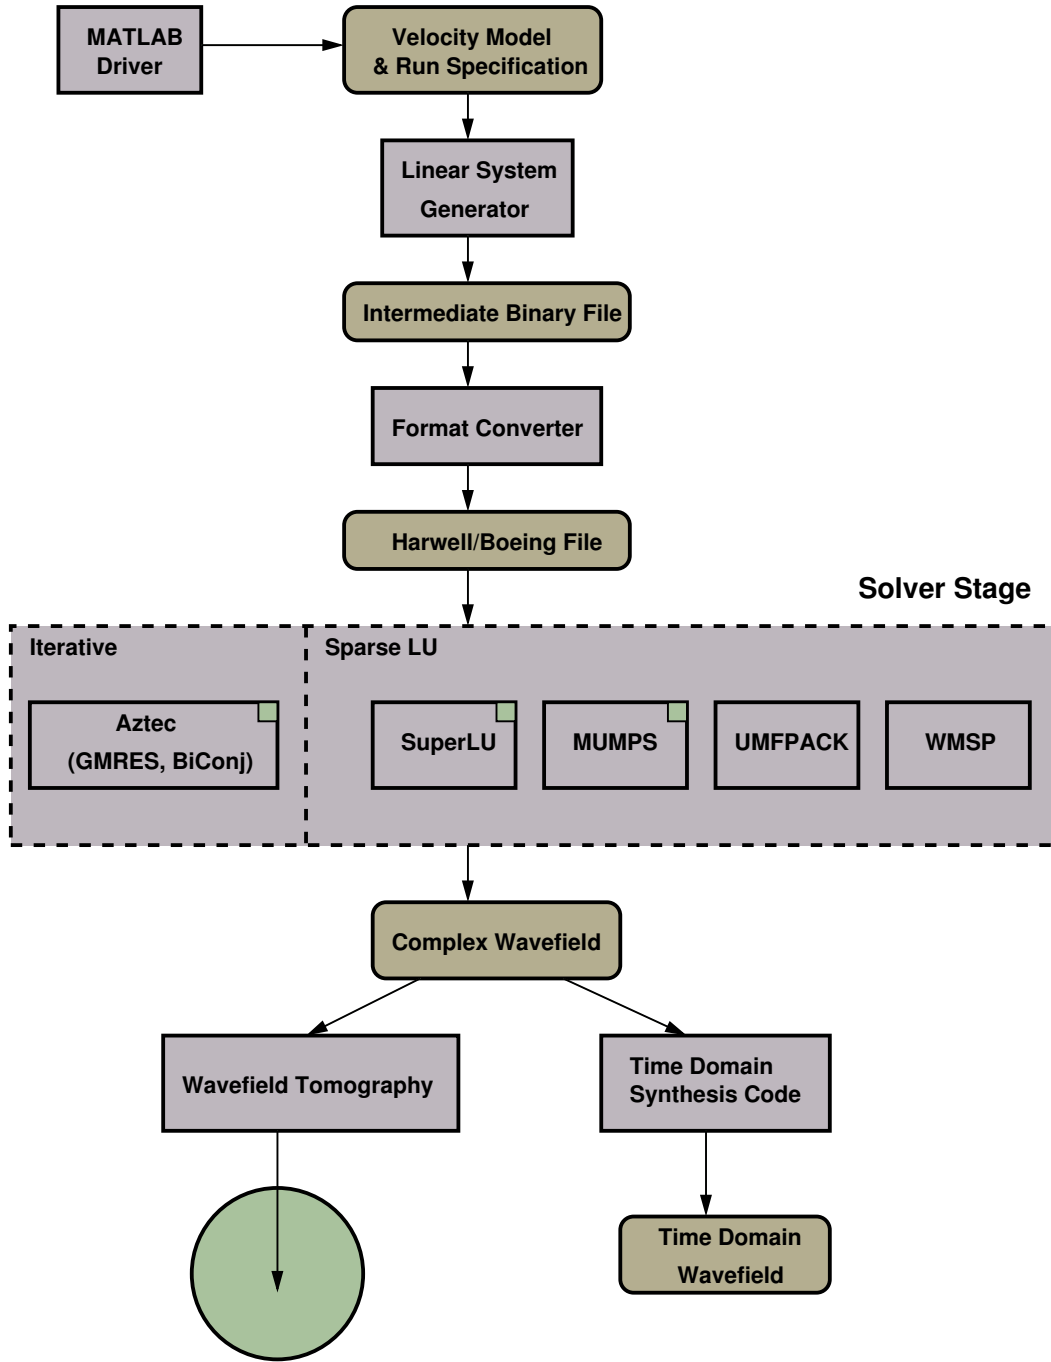 MATLAB
Driver
Velocity Model
& Run Specification
Linear System
Generator
Intermediate Binary File
Format Converter
Harwell/Boeing File
Solver Stage
Iterative
Sparse LU
Aztec
(GMRES, BiConj)
SuperLU
MUMPS
UMFPACK
WMSP
Complex Wavefield
Wavefield Tomography
Time Domain
Synthesis Code
Time Domain
Wavefield